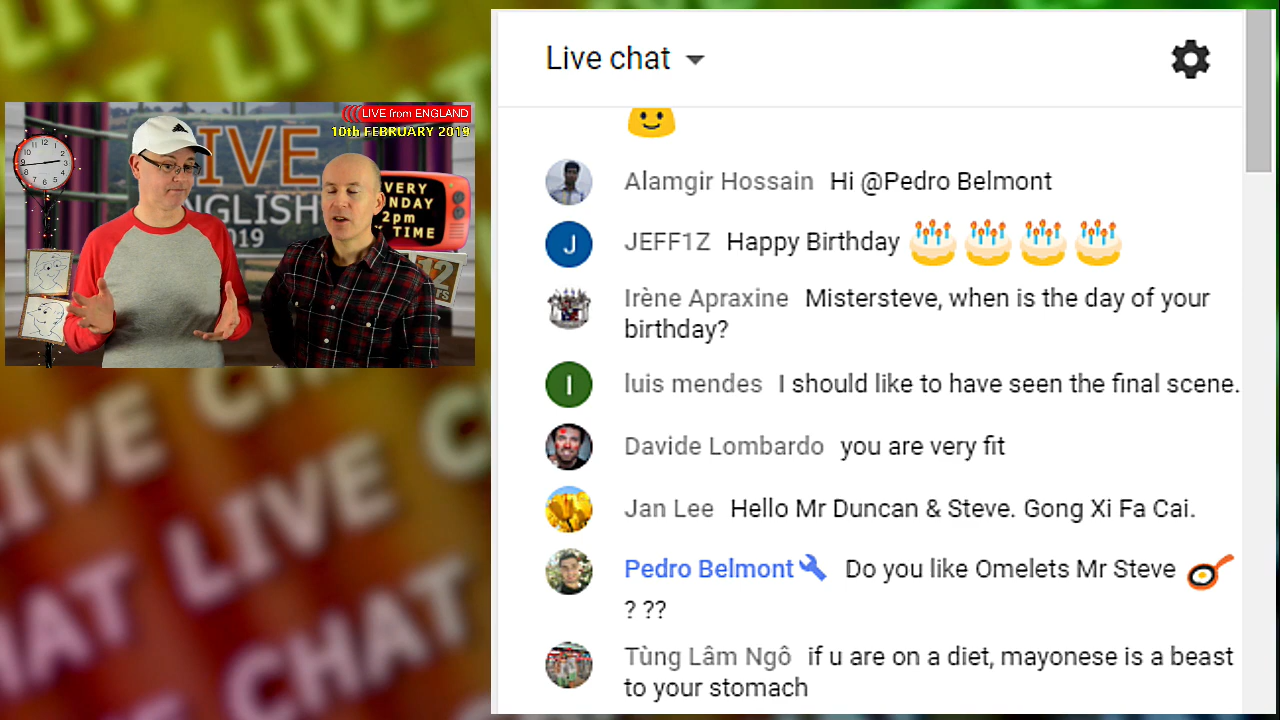 LIVE from ENGLAND
10th FEBRUARY 2019
LIVE
ENGLISH
2019
12
2pm
TIME
Live chat
Alamgir Hossain Hi @Pedro Belmont
JEFF1Z Happy Birthday 🎂🎂🎂🎂
Irène Apraxine Mistersteve, when is the day of your
birthday?
luis mendes I should like to have seen the final scene.
Davide Lombardo you are very fit
Jan Lee Hello Mr Duncan & Steve. Gong Xi Fa Cai.
Pedro Belmont Do you like Omelets Mr Steve 🍳
? ??
Tùng Lâm Ngô if u are on a diet, mayonese is a beast
to your stomach
LIVE CHAT